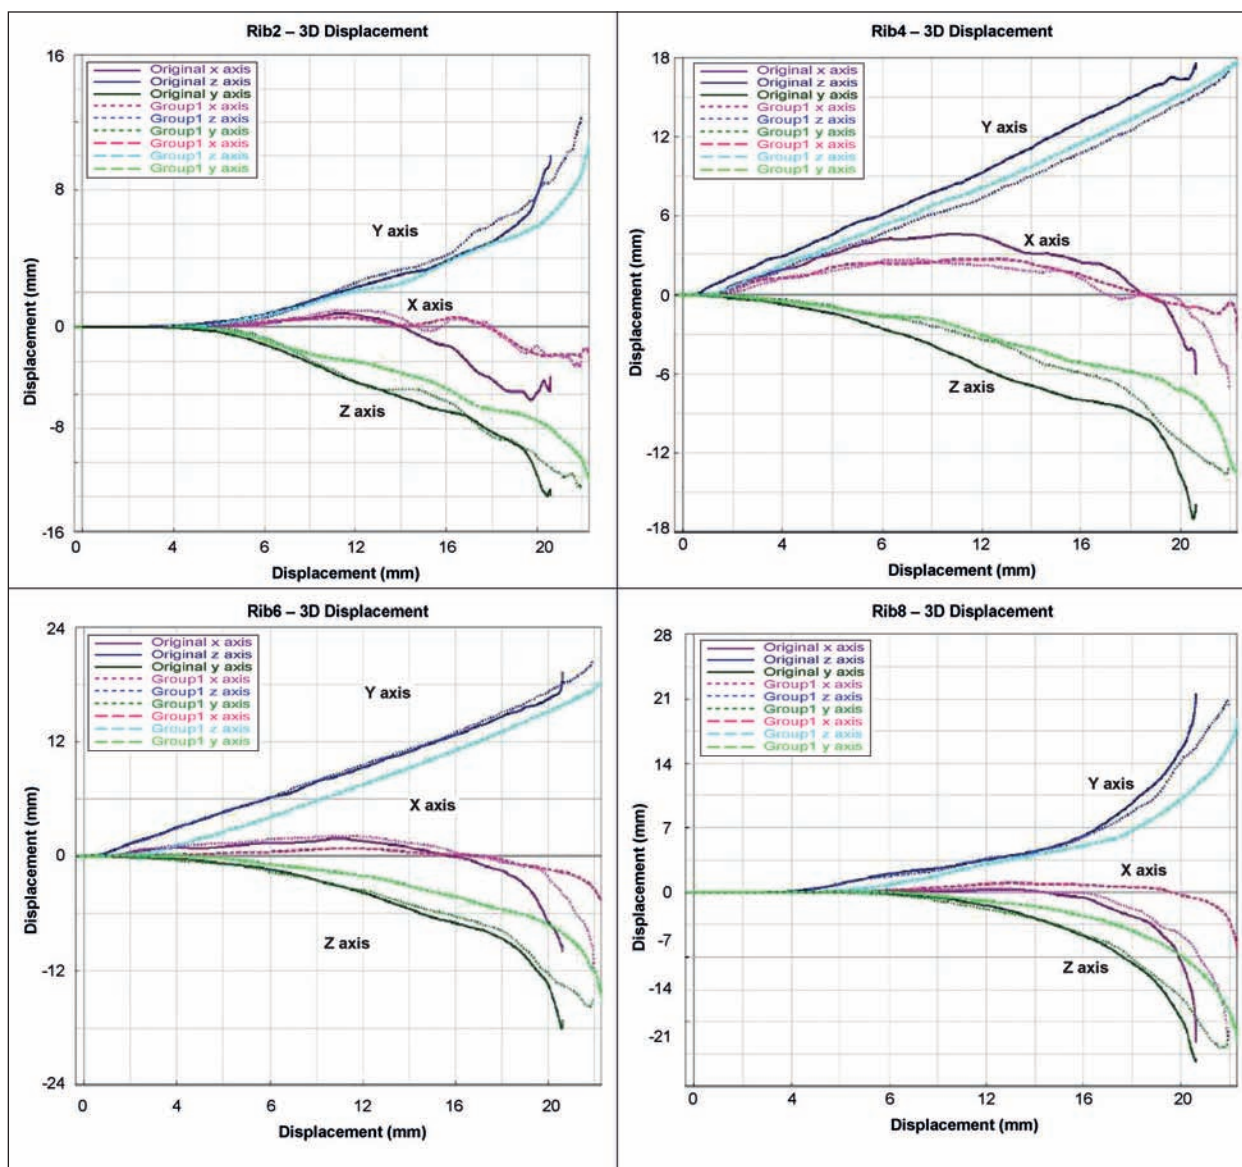 Rib2 – 3D Displacement
16
8
0
-8
-16
Displacement (mm)
Original x axis
Original z axis
Original y axis
Group1 x axis
Group1 z axis
Group1 y axis
Group1 x axis
Group1 z axis
Group1 y axis
Y axis
X axis
Z axis
0 4 6 12 16 20
Displacement (mm)
Rib4 – 3D Displacement
18
12
6
0
-6
-12
-18
Displacement (mm)
Original x axis
Original z axis
Original y axis
Group1 x axis
Group1 z axis
Group1 y axis
Group1 x axis
Group1 z axis
Group1 y axis
Y axis
X axis
Z axis
0 4 6 12 16 20
Displacement (mm)
Rib6 – 3D Displacement
24
12
0
-12
-24
Displacement (mm)
Original x axis
Original z axis
Original y axis
Group1 x axis
Group1 z axis
Group1 y axis
Group1 x axis
Group1 z axis
Group1 y axis
Y axis
X axis
Z axis
0 4 6 12 16 20
Displacement (mm)
Rib8 – 3D Displacement
28
21
14
7
0
-7
-14
-21
Displacement (mm)
Original x axis
Original z axis
Original y axis
Group1 x axis
Group1 z axis
Group1 y axis
Group1 x axis
Group1 z axis
Group1 y axis
Y axis
X axis
Z axis
0 4 6 12 16 20
Displacement (mm)